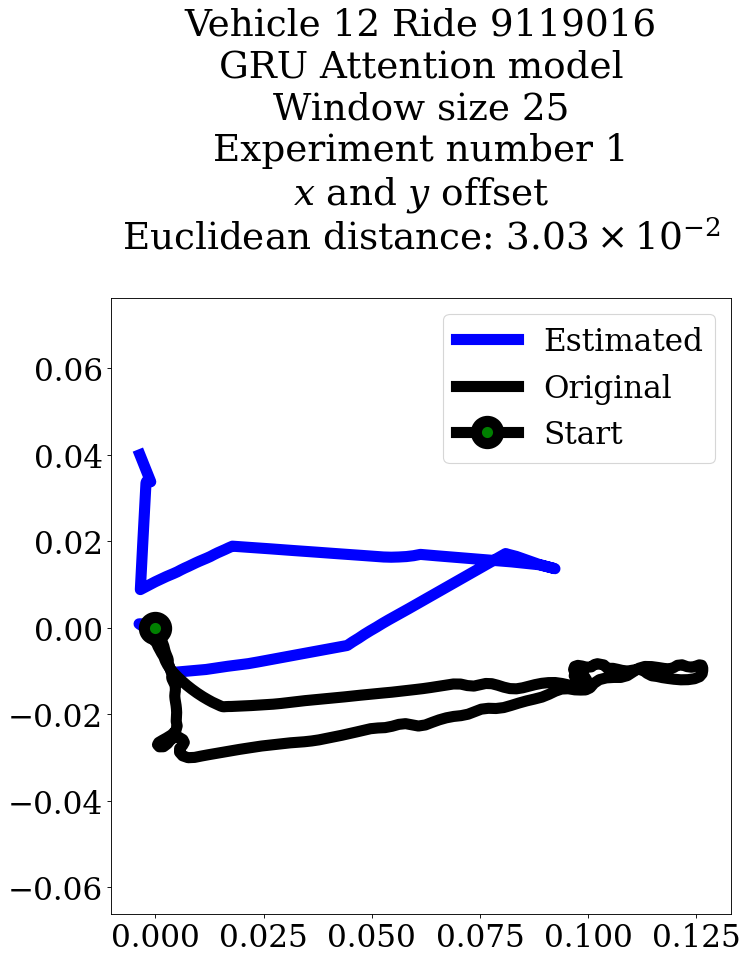 Vehicle 12 Ride 9119016
GRU Attention model
Window size 25
Experiment number 1
x and y offset
Euclidean distance: 3.03 × 10⁻²
Estimated
Original
Start
0.06
0.04
0.02
0.00
−0.02
−0.04
−0.06
0.000 0.025 0.050 0.075 0.100 0.125